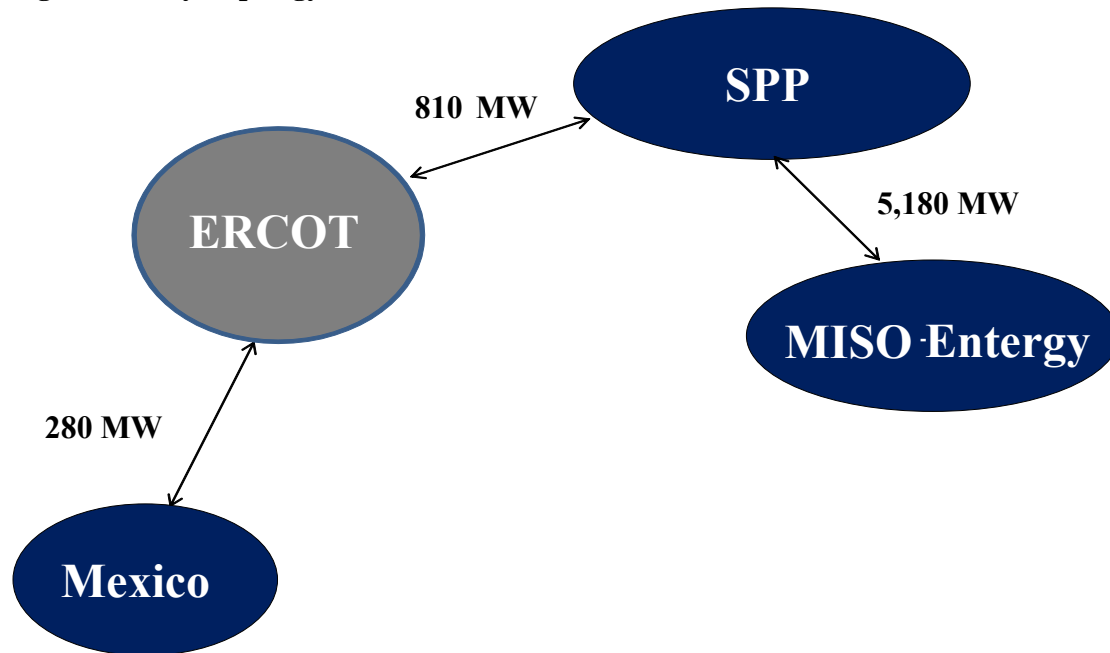 SPP
810 MW
5,180 MW
ERCOT
MISO -Entergy
280 MW
Mexico